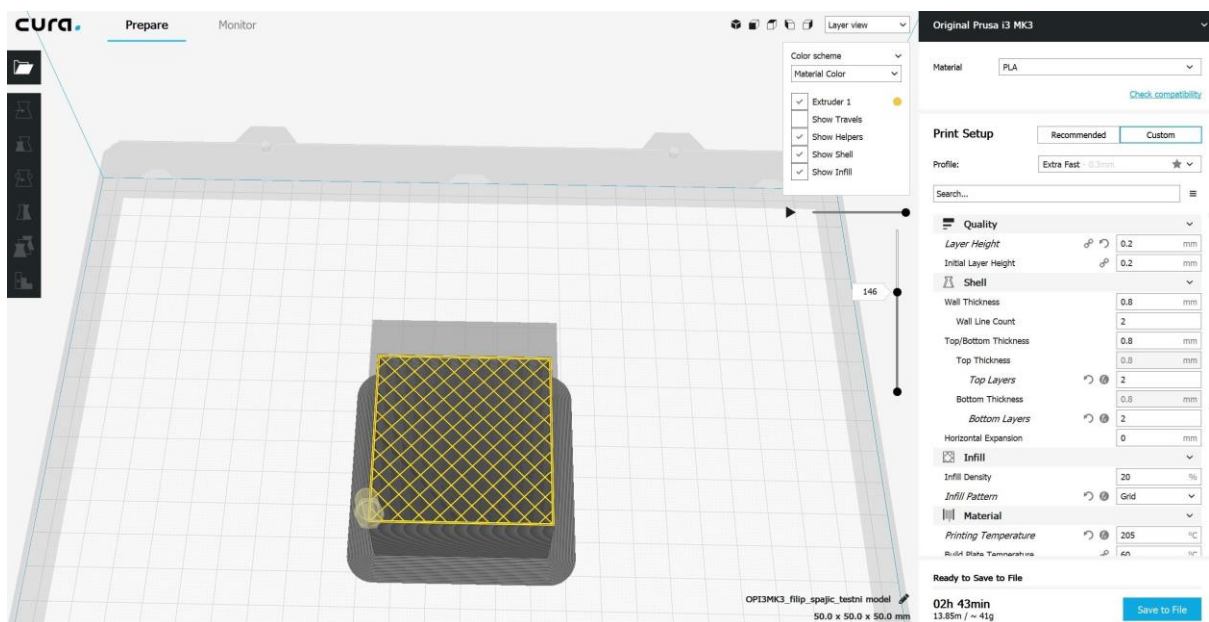 cura.
Prepare
Monitor
Layer view
Color scheme
Material Color
Extruder 1
Show Travels
Show Helpers
Show Shell
Show Infill
146
OPI3MK3_filip_spajic_testni model
50.0 x 50.0 x 50.0 mm
Original Prusa i3 MK3
Material PLA
Check compatibility
Print Setup Recommended Custom
Profile: Extra Fast - 0.3mm
Search...
Quality
Layer Height 0.2 mm
Initial Layer Height 0.2 mm
Shell
Wall Thickness 0.8 mm
Wall Line Count 2
Top/Bottom Thickness 0.8 mm
Top Thickness 0.8 mm
Top Layers 2
Bottom Thickness 0.8 mm
Bottom Layers 2
Horizontal Expansion 0 mm
Infill
Infill Density 20 %
Infill Pattern Grid
Material
Printing Temperature 205 °C
Build Plate Temperature 60 °C
Ready to Save to File
02h 43min
13.85m / ~ 41g
Save to File